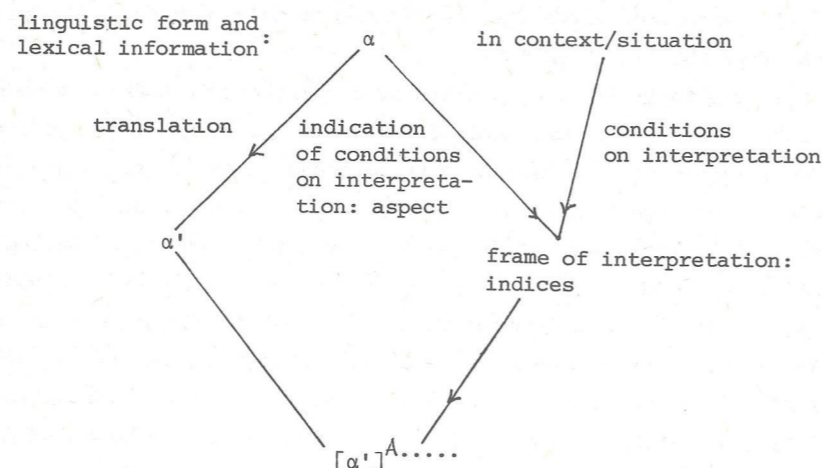 linguistic form and
lexical information:
α
in context/situation
translation
indication
of conditions
on interpreta-
tion: aspect
conditions
on interpretation
α'
frame of interpretation:
indices
[α']A.....